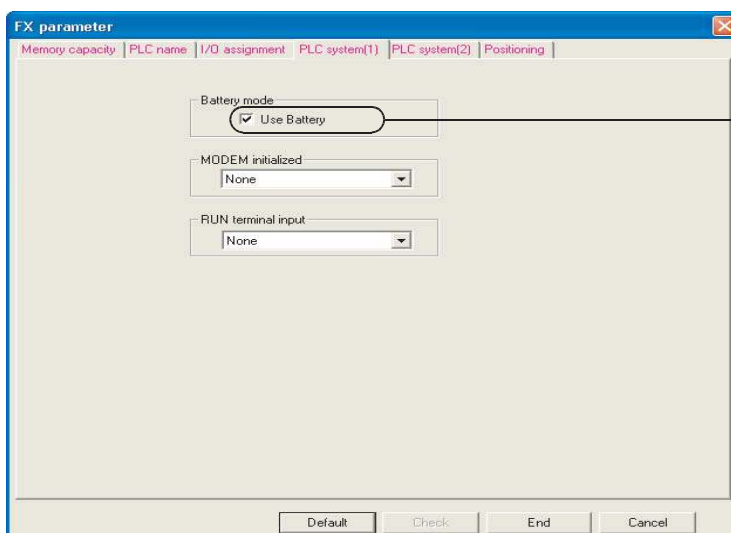 FX parameter
Memory capacity PLC name I/O assignment PLC system(1) PLC system(2) Positioning
Battery mode
Use Battery
MODEM initialized
None
RUN terminal input
None
Default Check End Cancel